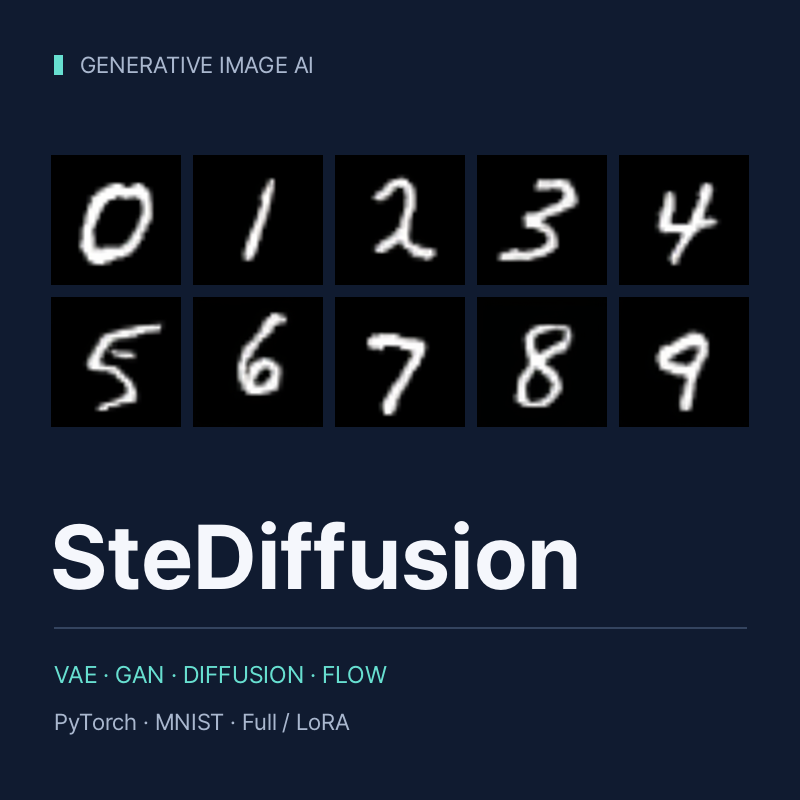 GENERATIVE IMAGE AI
0 1 2 3 4
5 6 7 8 9
SteDiffusion
VAE · GAN · DIFFUSION · FLOW
PyTorch · MNIST · Full / LoRA